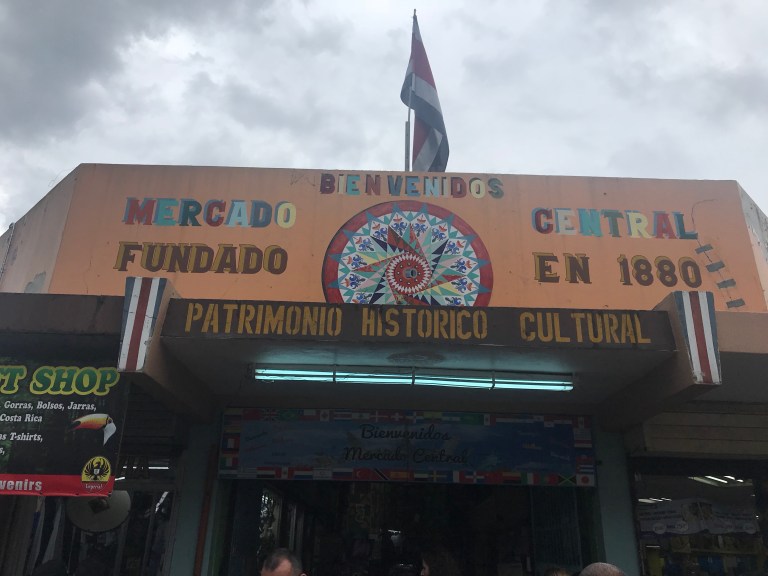 BIENVENIDOS
MERCADO CENTRAL
FUNDADO EN 1880
PATRIMONIO HISTORICO CULTURAL
T SHOP
Gorras, Bolsos, Jarras,
Costa Rica
as T-shirts,
venirs
Bienvenidos
Mercado Central